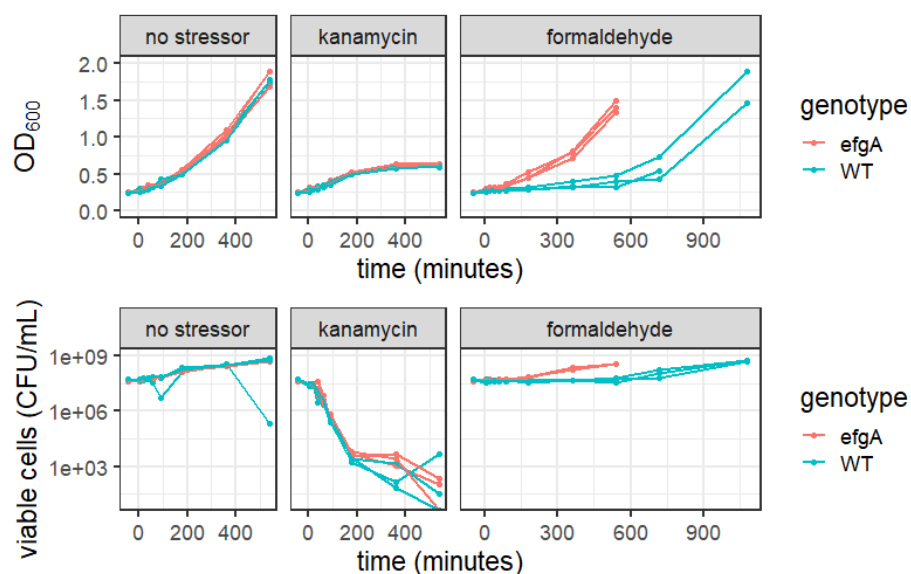 no stressor kanamycin formaldehyde
2.0
1.5
1.0
0.5
0.0
OD600
0 200 400 0 200 400 0 300 600 900
time (minutes)
genotype
efgA
WT
no stressor kanamycin formaldehyde
1e+09
1e+06
1e+03
viable cells (CFU/mL)
0 200 400 0 200 400 0 300 600 900
time (minutes)
genotype
efgA
WT